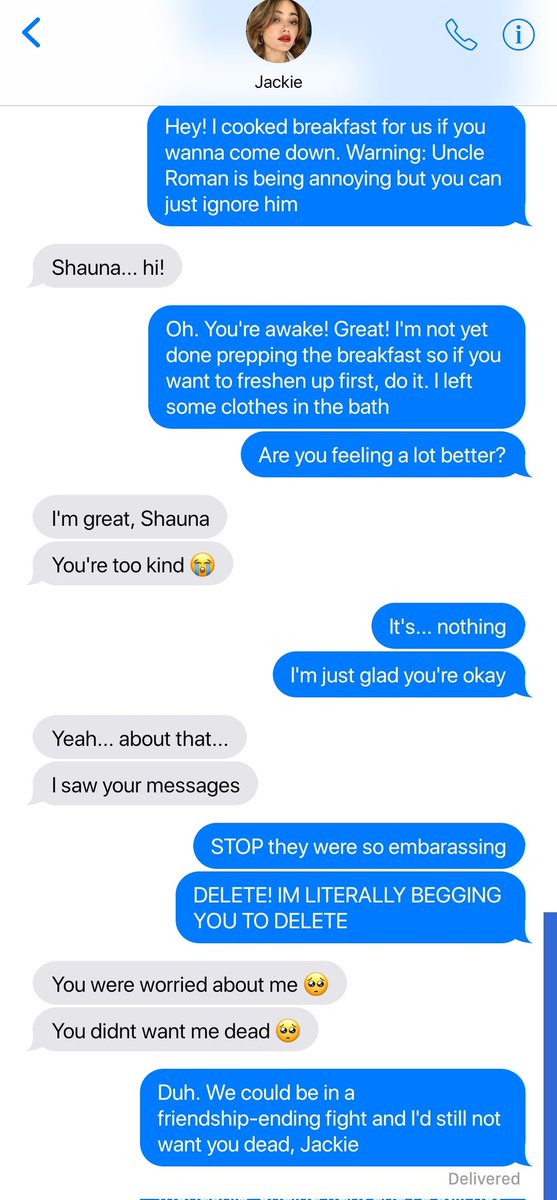 Jackie
Hey! I cooked breakfast for us if you
wanna come down. Warning: Uncle
Roman is being annoying but you can
just ignore him
Shauna... hi!
Oh. You're awake! Great! I'm not yet
done prepping the breakfast so if you
want to freshen up first, do it. I left
some clothes in the bath
Are you feeling a lot better?
I'm great, Shauna
You're too kind 😭
It's... nothing
I'm just glad you're okay
Yeah... about that...
I saw your messages
STOP they were so embarassing
DELETE! IM LITERALLY BEGGING
YOU TO DELETE
You were worried about me 🥺
You didnt want me dead 🥺
Duh. We could be in a
friendship-ending fight and I'd still not
want you dead, Jackie
Delivered